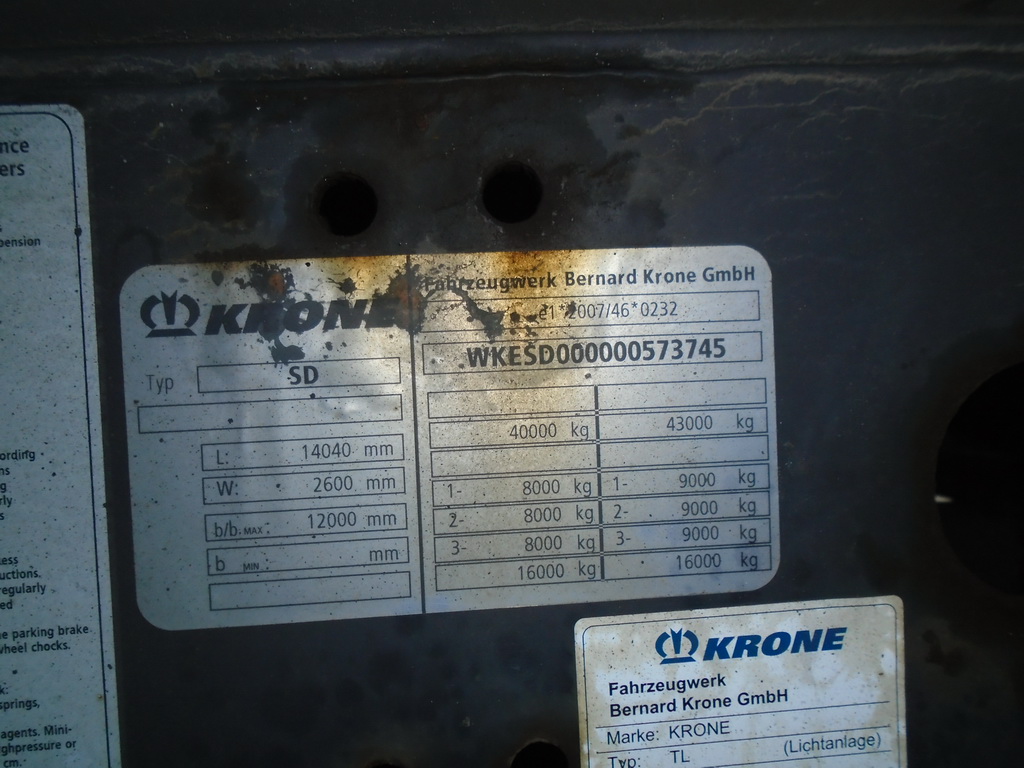 nce
ers
pension
ording
ns
g
rly
s
ess
uctions.
regularly
ed
e parking brake
wheel chocks.
k:
springs,
agents. Mini-
ghpressure or
cm.
KRONE
Typ SD
L: 14040 mm
W: 2600 mm
b/b MAX: 12000 mm
b MIN: mm
Fahrzeugwerk Bernard Krone GmbH
e1*2007/46*0232
WKESD000000573745
40000 kg 43000 kg
1- 8000 kg 1- 9000 kg
2- 8000 kg 2- 9000 kg
3- 8000 kg 3- 9000 kg
16000 kg 16000 kg
KRONE
Fahrzeugwerk
Bernard Krone GmbH
Marke: KRONE
Typ: TL (Lichtanlage)